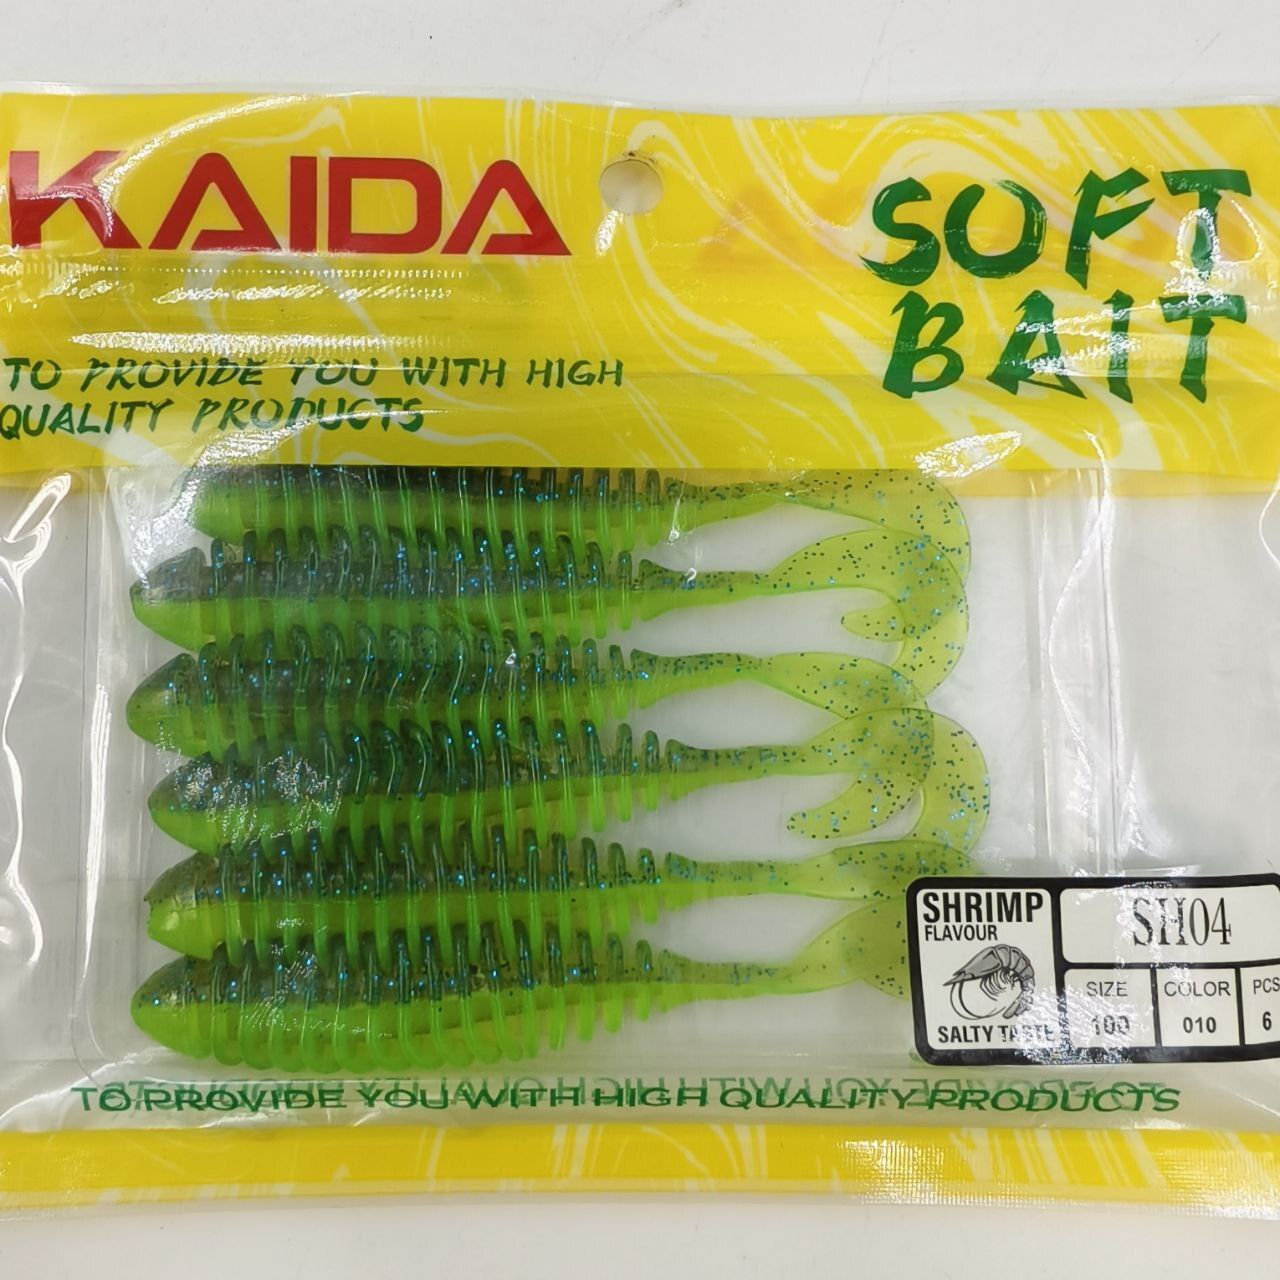 KAIDA
SOFT
BAIT
TO PROVIDE YOU WITH HIGH
QUALITY PRODUCTS
SHRIMP
FLAVOUR
SALTY TASTE
SH04
SIZE
100
COLOR
010
PCS
6
TO PROVIDE YOU WITH HIGH QUALITY PRODUCTS